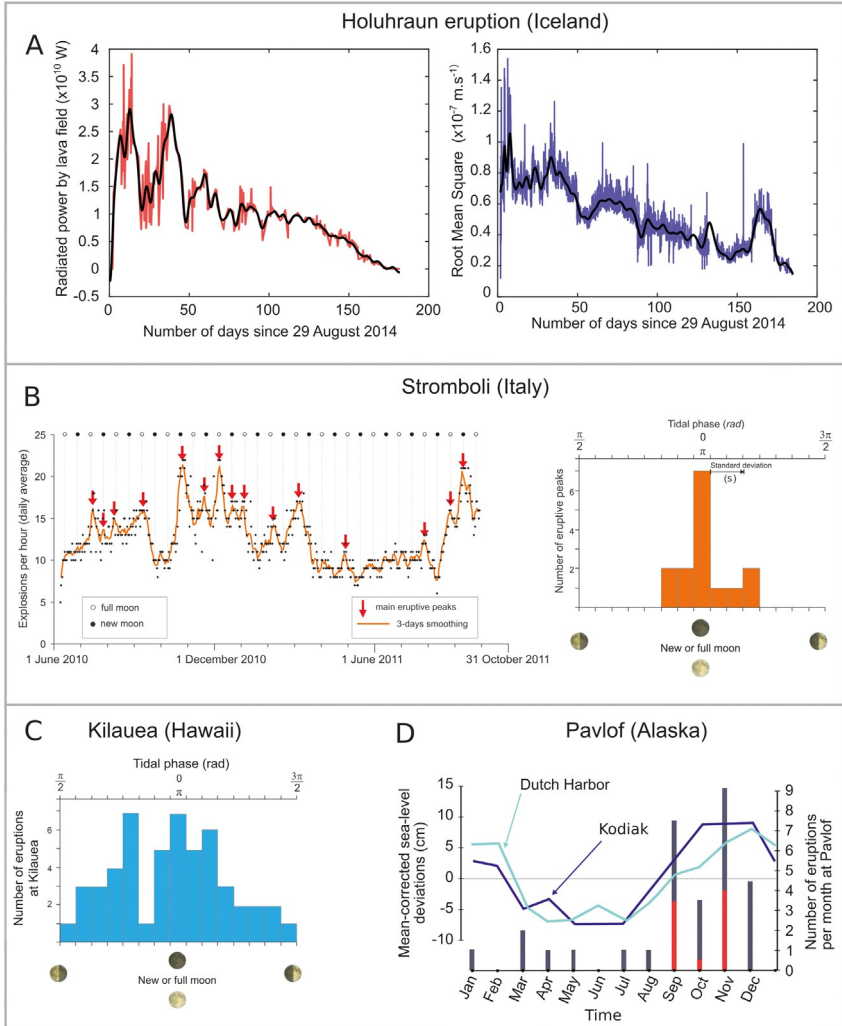 Holuhraun eruption (Iceland)
A
Radiated power by lava field (x10¹⁰ W)
4
3.5
3
2.5
2
1.5
1
0.5
0
-0.5
0
50
100
150
200
Number of days since 29 August 2014
Root Mean Square (x10⁻⁷ m.s⁻¹)
1.6
1.4
1.2
1
0.8
0.6
0.4
0.2
0
0
50
100
150
200
Number of days since 29 August 2014
B
Stromboli (Italy)
Explosions per hour (daily average)
25
20
15
10
5
0
full moon
new moon
main eruptive peaks
3-days smoothing
1 June 2010
1 December 2010
1 June 2011
31 October 2011
Tidal phase (rad)
π/2
0
π
3π/2
Standard deviation
(s)
Number of eruptive peaks
6
4
2
New or full moon
C
Kilauea (Hawaii)
Tidal phase (rad)
π/2
0
π
3π/2
Number of eruptions
at Kilauea
6
4
2
0
New or full moon
D
Pavlof (Alaska)
Mean-corrected sea-level
deviations (cm)
15
10
5
0
-5
-10
Dutch Harbor
Kodiak
9
8
7
6
5
4
3
2
1
0
Number of eruptions
per month at Pavlof
Jan
Feb
Mar
Apr
May
Jun
Jul
Aug
Sep
Oct
Nov
Dec
Time